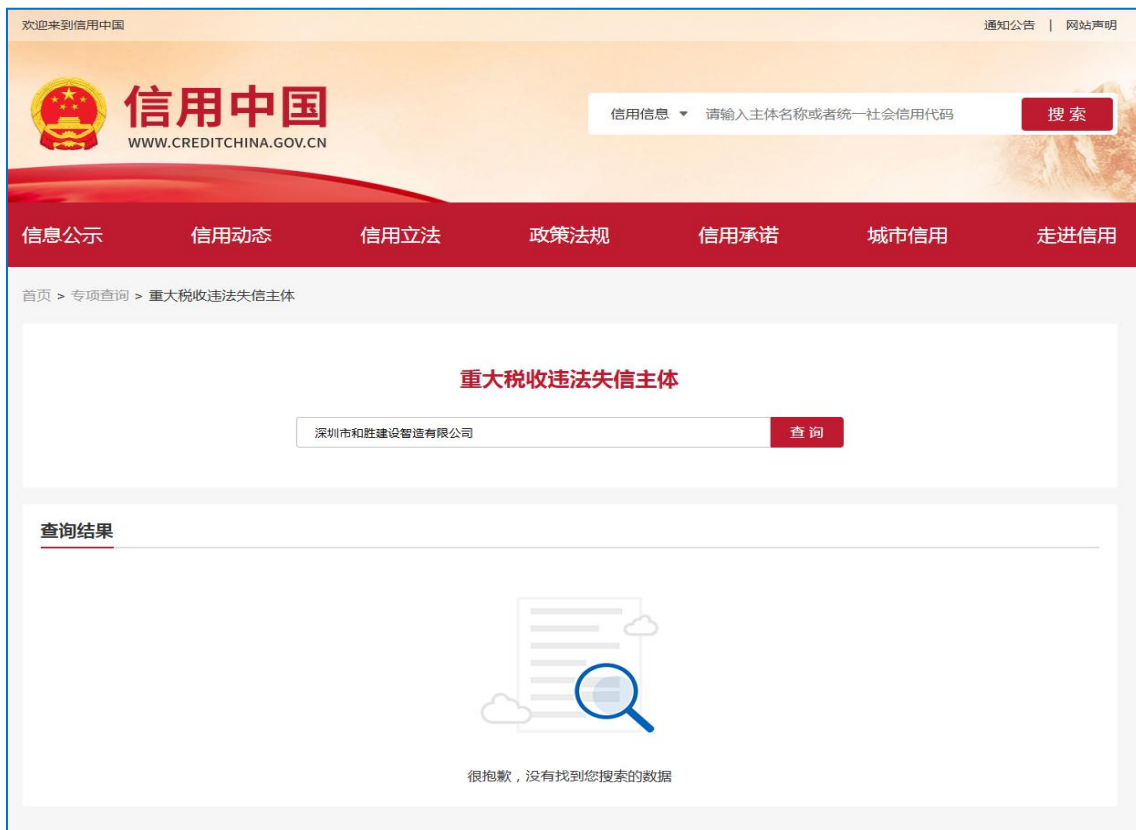 欢迎来到信用中国
通知公告 | 网站声明
信用中国
WWW.CREDITCHINA.GOV.CN
信用信息 请输入主体名称或者统一社会信用代码 搜索
信息公示 信用动态 信用立法 政策法规 信用承诺 城市信用 走进信用
首页 > 专项查询 > 重大税收违法失信主体
重大税收违法失信主体
深圳市和胜建设智造有限公司 查询
查询结果
很抱歉，没有找到您搜索的数据